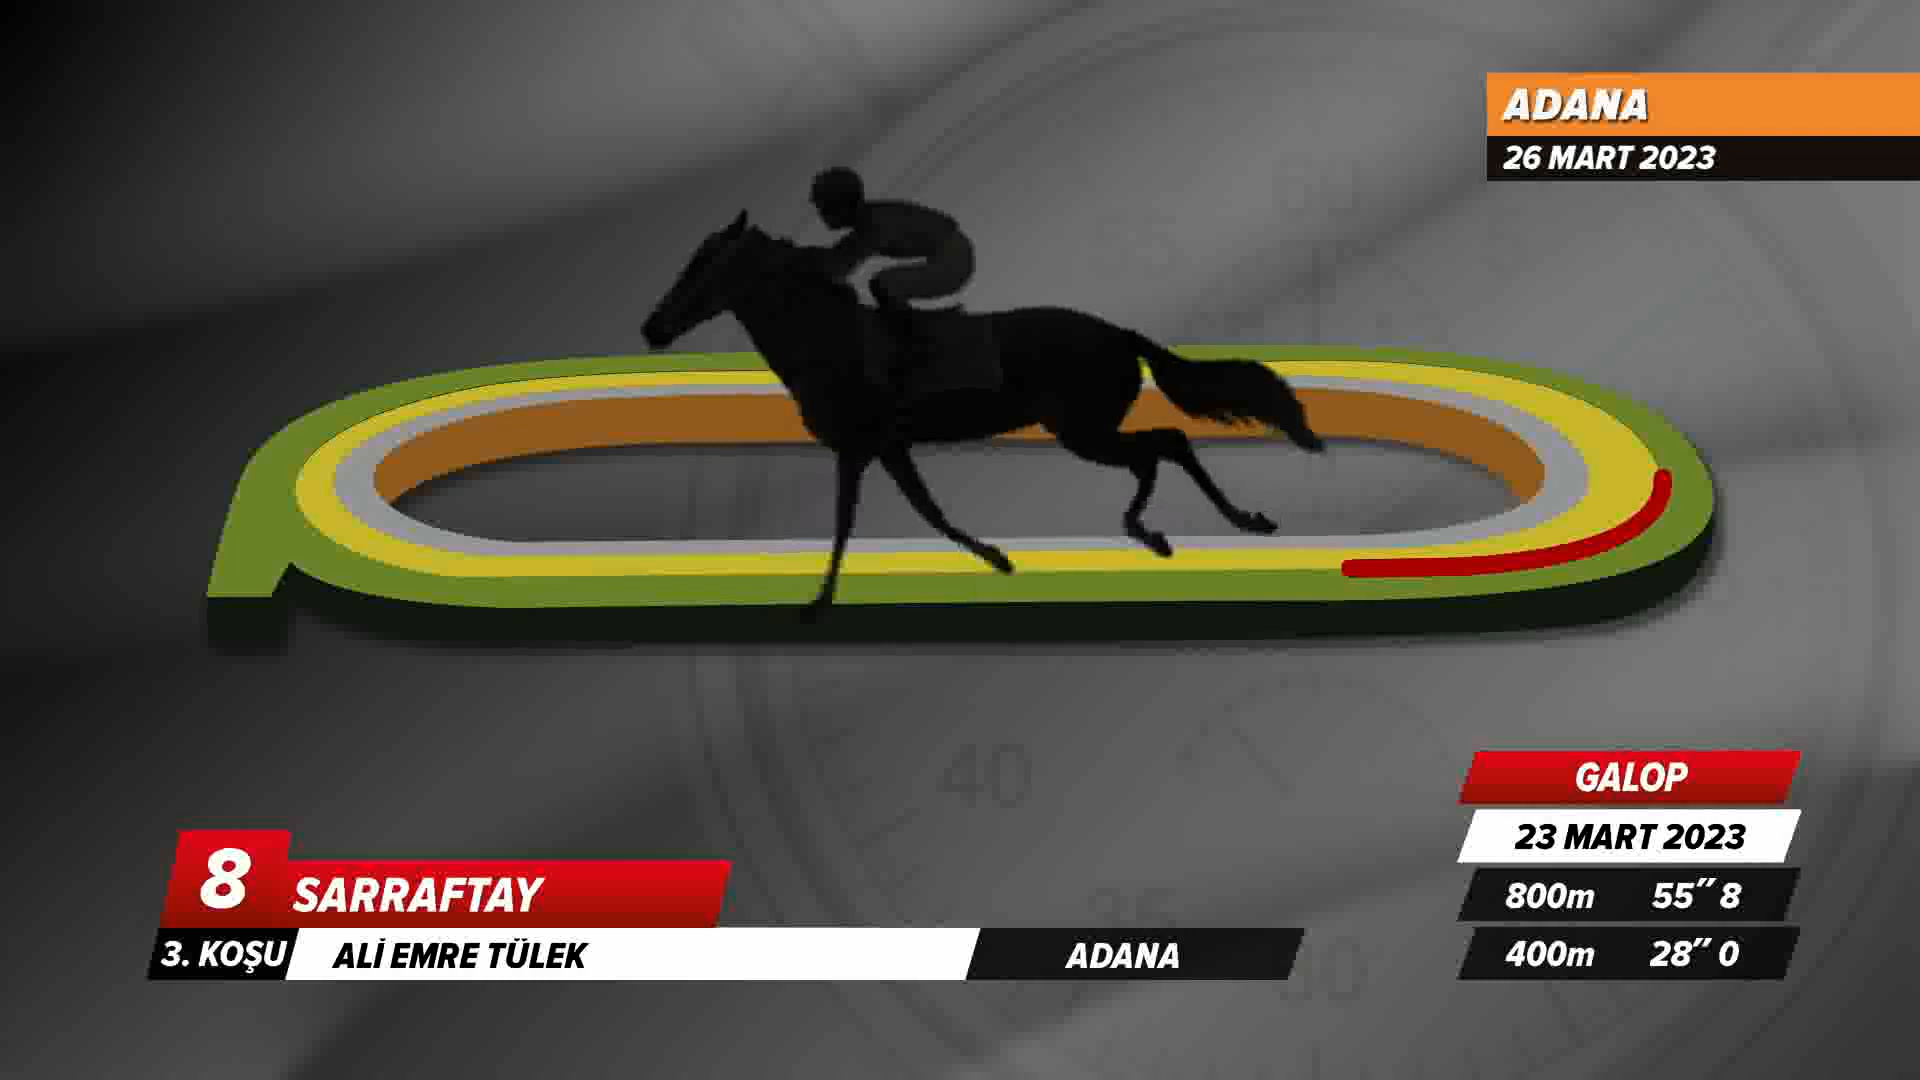 ADANA
26 MART 2023
40
GALOP
23 MART 2023
800m 55″ 8
400m 28″ 0
8 SARRAFTAY
3. KOŞU ALİ EMRE TÜLEK ADANA